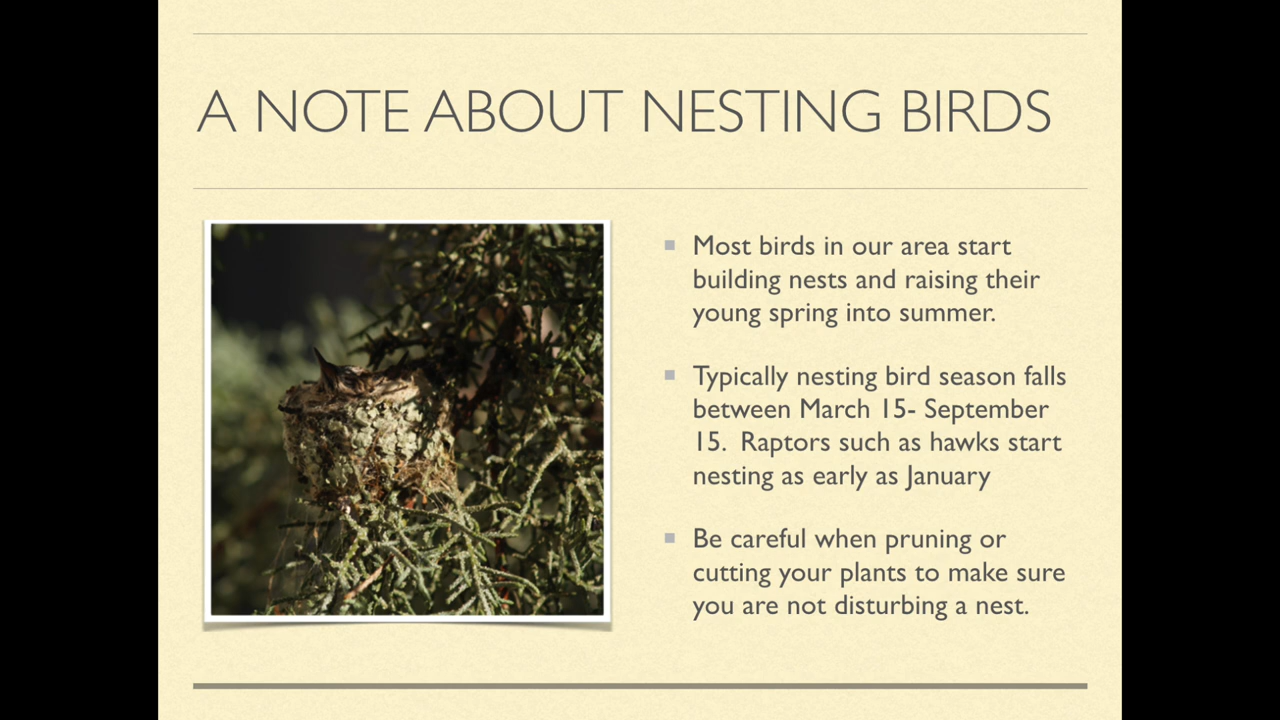 A NOTE ABOUT NESTING BIRDS
Most birds in our area start
building nests and raising their
young spring into summer.
Typically nesting bird season falls
between March 15- September
15.  Raptors such as hawks start
nesting as early as January
Be careful when pruning or
cutting your plants to make sure
you are not disturbing a nest.